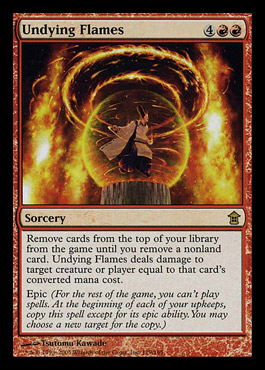 Undying Flames 4
Sorcery
Remove cards from the top of your library
from the game until you remove a nonland
card. Undying Flames deals damage to
target creature or player equal to that card's
converted mana cost.
Epic (For the rest of the game, you can't play
spells. At the beginning of each of your upkeeps,
copy this spell except for its epic ability. You may
choose a new target for the copy.)
Tsutomu Kawade